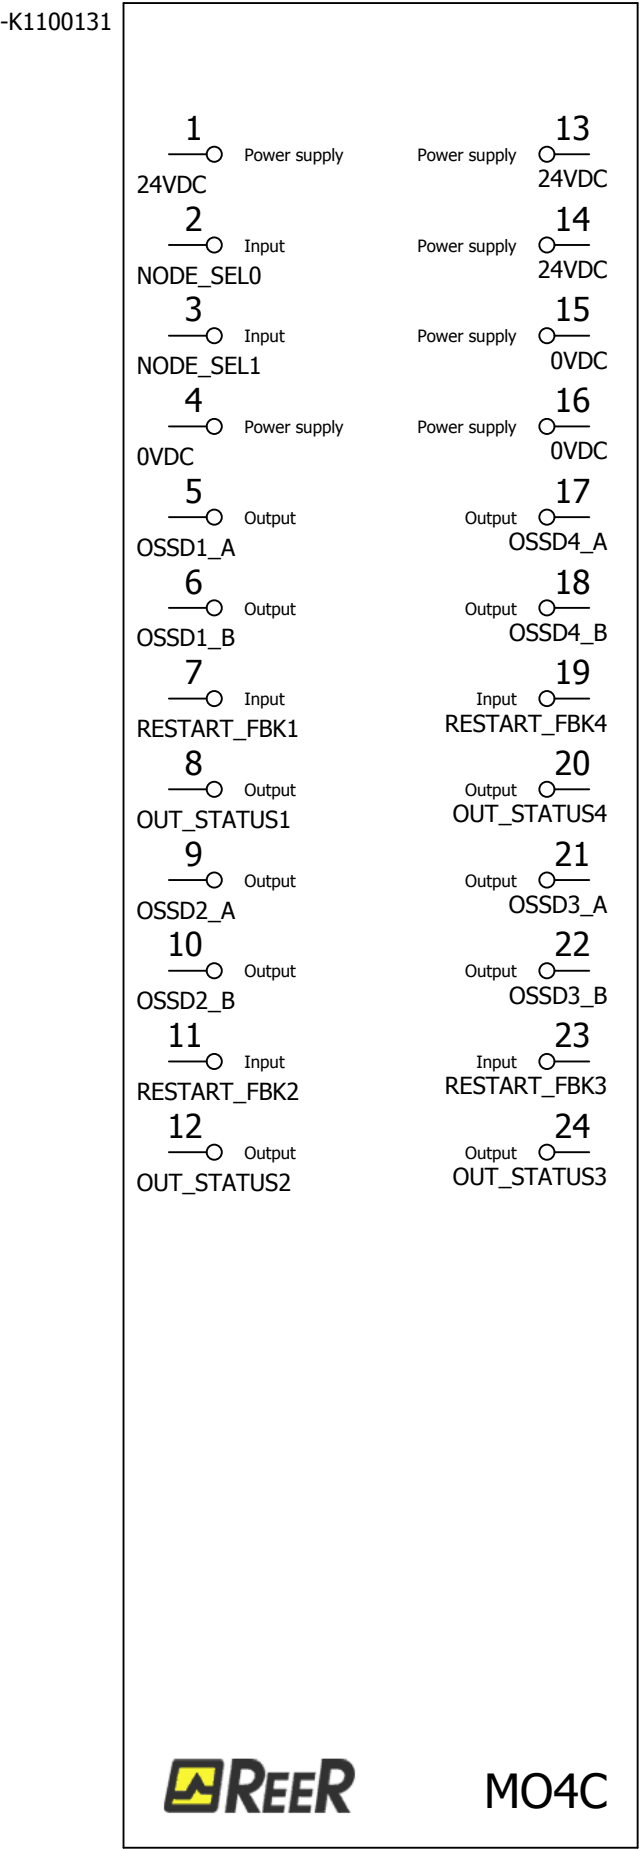 -K1100131
1 13
Power supply Power supply
24VDC 24VDC
2 14
Input Power supply
NODE_SEL0 24VDC
3 15
Input Power supply
NODE_SEL1 0VDC
4 16
Power supply Power supply
0VDC 0VDC
5 17
Output Output
OSSD1_A OSSD4_A
6 18
Output Output
OSSD1_B OSSD4_B
7 19
Input Input
RESTART_FBK1 RESTART_FBK4
8 20
Output Output
OUT_STATUS1 OUT_STATUS4
9 21
Output Output
OSSD2_A OSSD3_A
10 22
Output Output
OSSD2_B OSSD3_B
11 23
Input Input
RESTART_FBK2 RESTART_FBK3
12 24
Output Output
OUT_STATUS2 OUT_STATUS3
REER MO4C